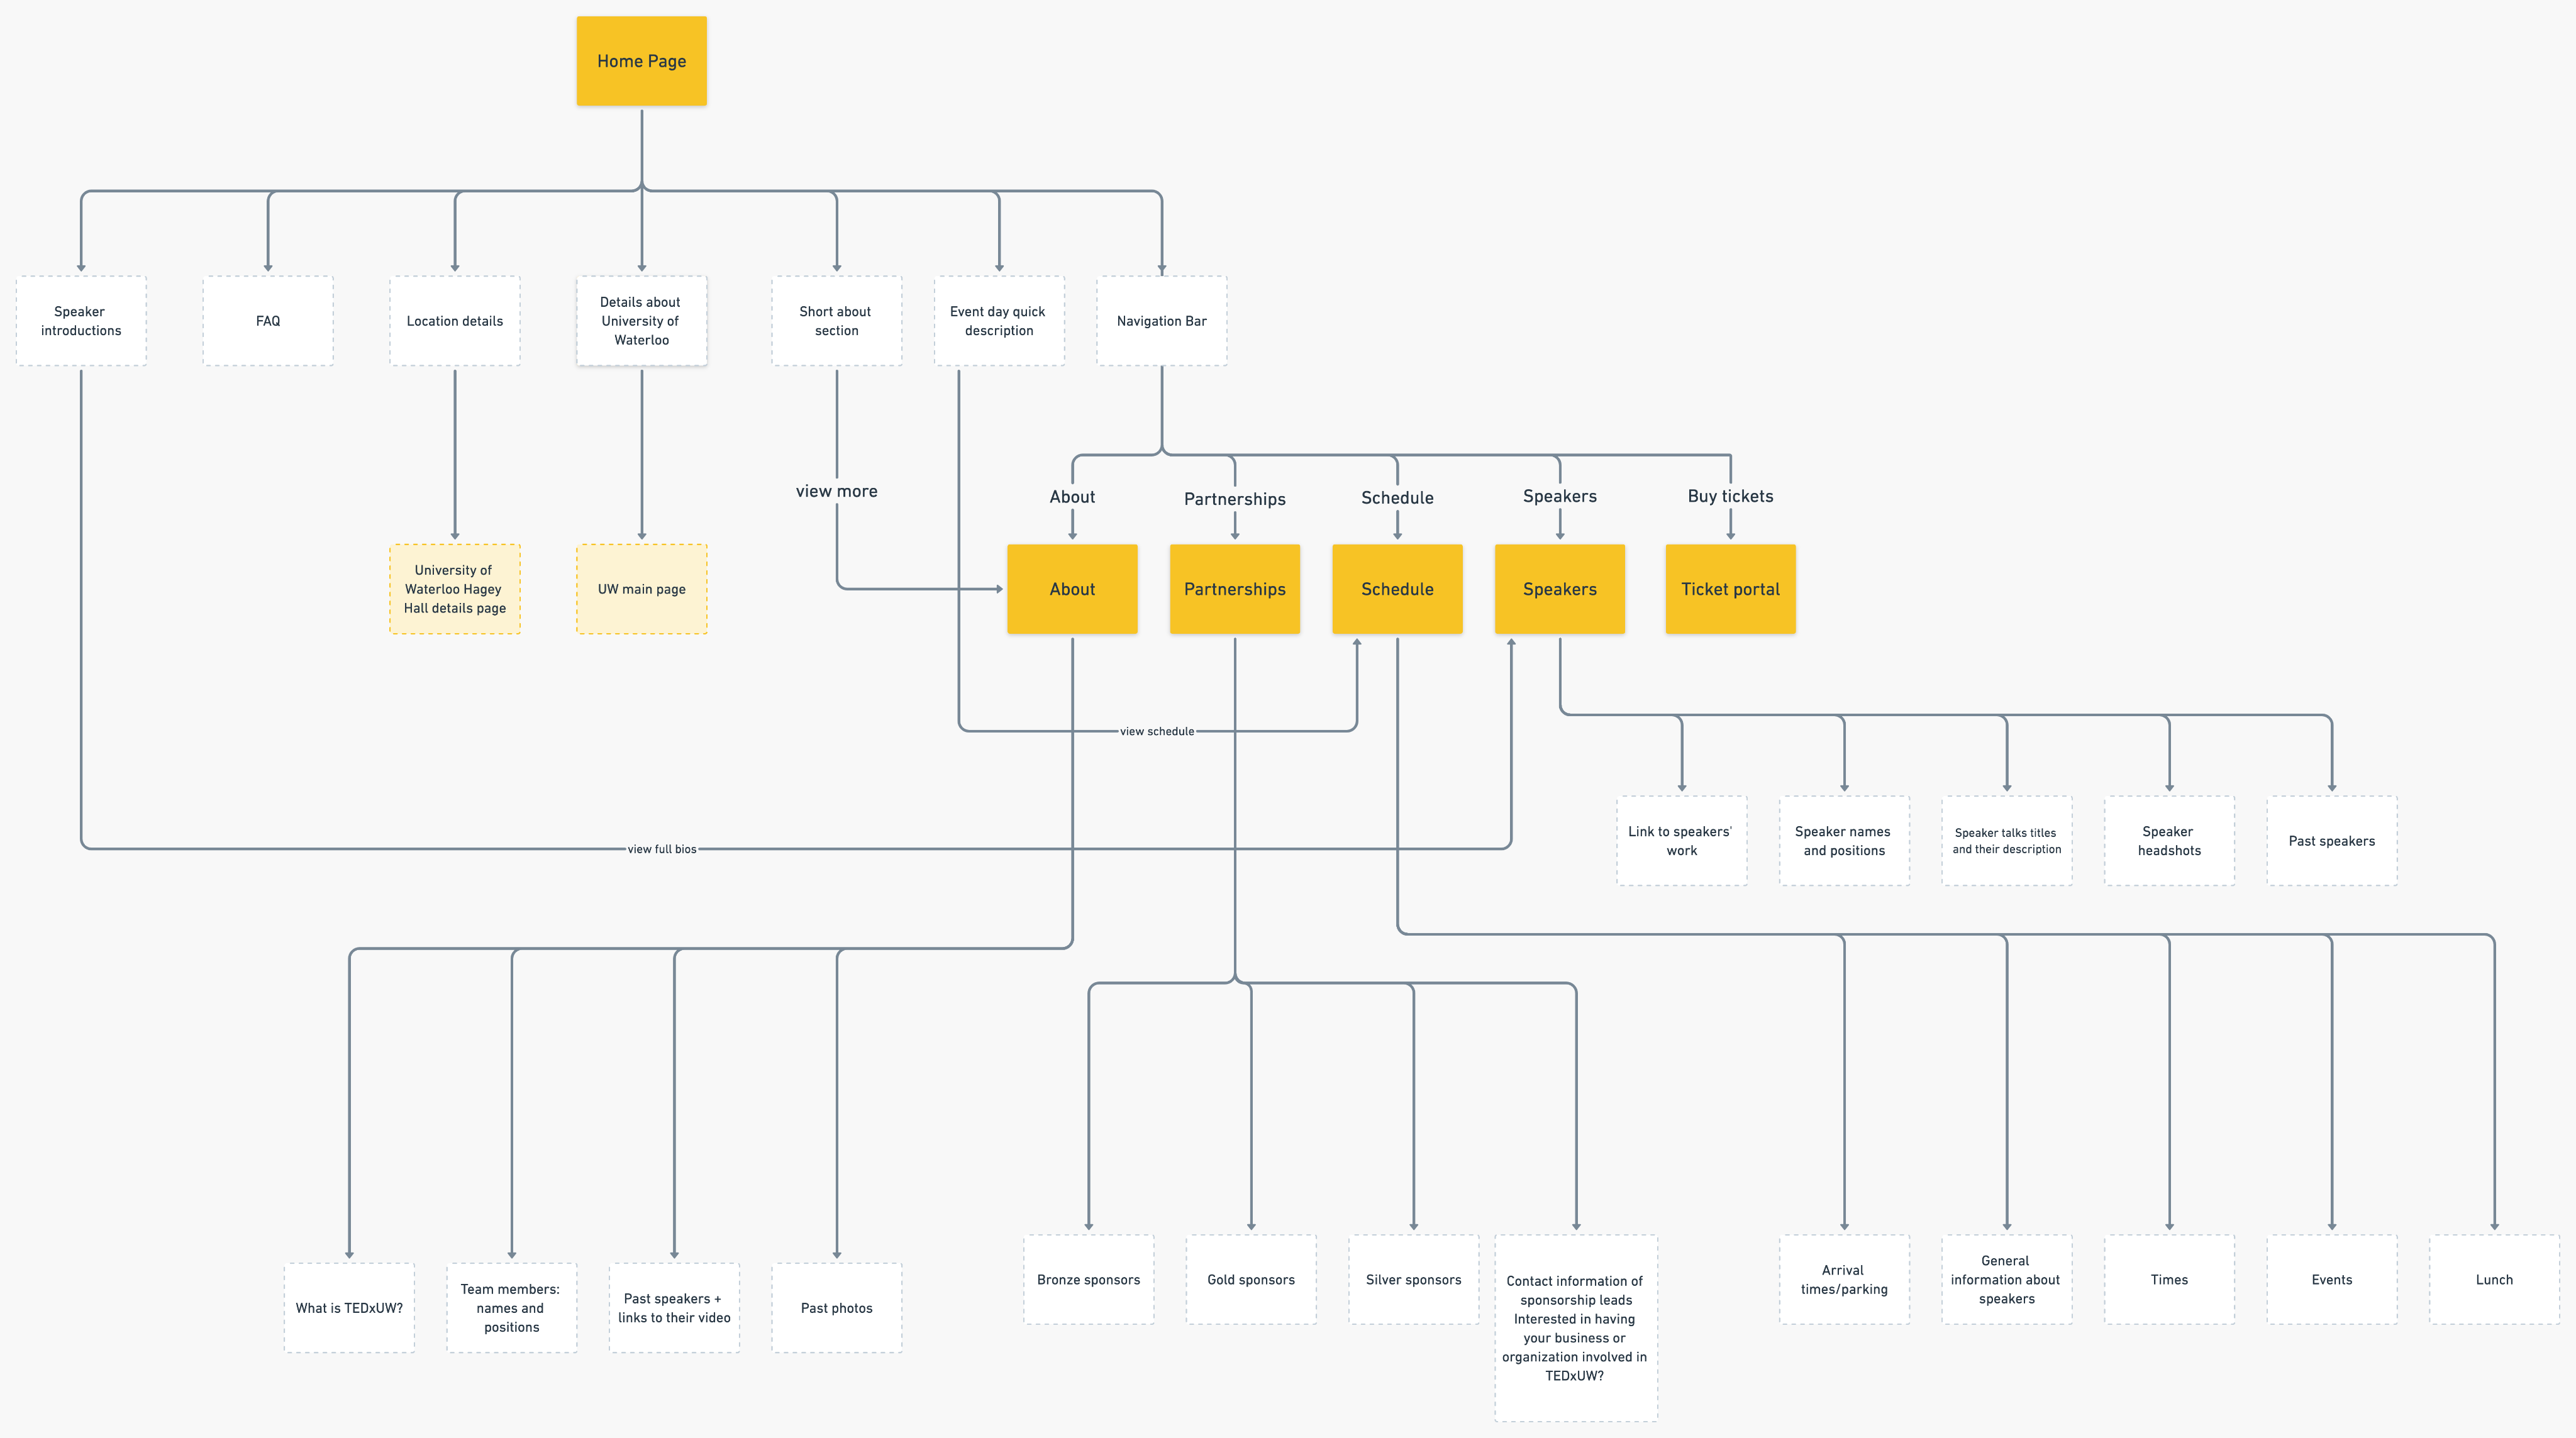 Home Page
Speaker
introductions
FAQ
Location details
Details about
University of
Waterloo
Short about
section
Event day quick
description
Navigation Bar
view more
About
Partnerships
Schedule
Speakers
Buy tickets
University of
Waterloo Hagey
Hall details page
UW main page
About
Partnerships
Schedule
Speakers
Ticket portal
view schedule
view full bios
Link to speakers'
work
Speaker names
and positions
Speaker talks titles
and their description
Speaker
headshots
Past speakers
What is TEDxUW?
Team members:
names and
positions
Past speakers +
links to their video
Past photos
Bronze sponsors
Gold sponsors
Silver sponsors
Contact information of
sponsorship leads
Interested in having
your business or
organization involved in
TEDxUW?
Arrival
times/parking
General
information about
speakers
Times
Events
Lunch